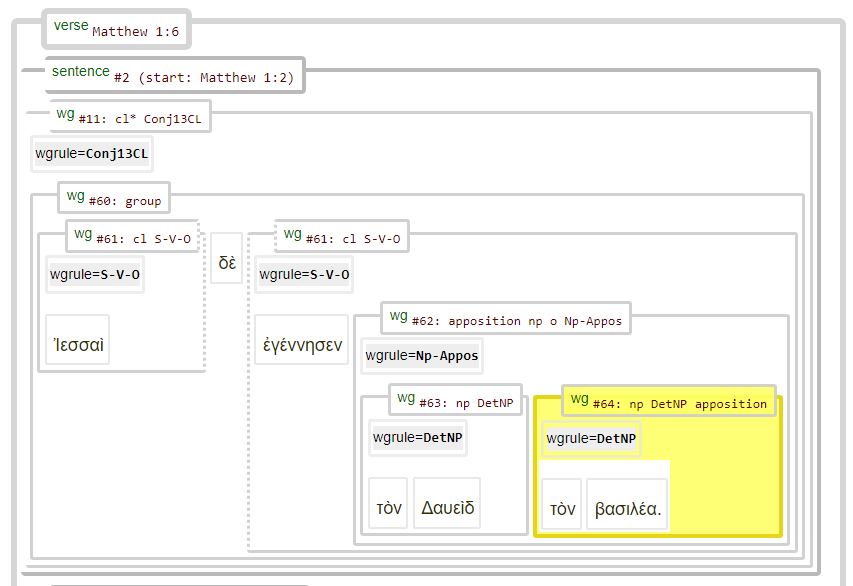 verse Matthew 1:6
sentence #2 (start: Matthew 1:2)
wg #11: cl* Conj13CL
wgrule=Conj13CL
wg #60: group
wg #61: cl S-V-O
wg #61: cl S-V-O
wgrule=S-V-O
δὲ
wgrule=S-V-O
wg #62: apposition np o Np-Appos
Ἰεσσαὶ
ἐγέννησεν
wgrule=Np-Appos
wg #63: np DetNP
wg #64: np DetNP apposition
wgrule=DetNP
wgrule=DetNP
τὸν Δαυεὶδ
τὸν βασιλέα.